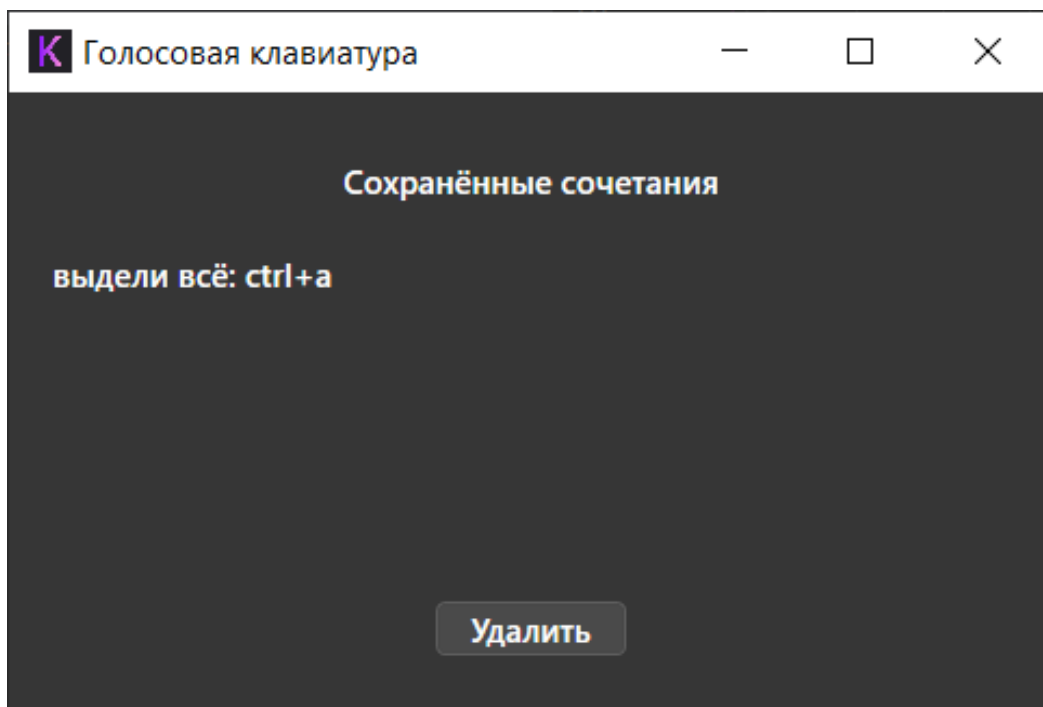 Голосовая клавиатура
Сохранённые сочетания
выдели всё: ctrl+a
Удалить